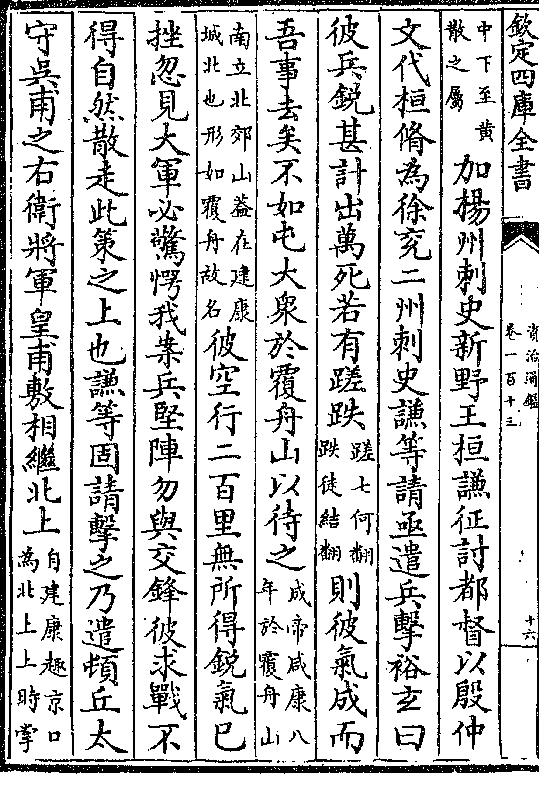 欽定四庫全書
資治通鑑
卷一百十三
十六
中下至黄
散之屬
加楊州刺史新野王桓謙征討都督以殷仲
文代桓脩為徐兖二州刺史謙等請亟遣兵擊裕玄曰
彼兵鋭甚計出萬死若有蹉跌
蹉七何翻
跌徒結翻
則彼氣成而
吾事去矣不如屯大衆於覆舟山以待之
成帝咸康八
年於覆舟山
南立北郊山葢在建康
城北也形如覆舟故名
彼空行二百里無所得鋭氣已
挫忽見大軍必驚愕我案兵堅陣勿與交鋒彼求戰不
得自然散走此策之上也謙等固請擊之乃遣頓丘太
守吳甫之右衛將軍皇甫敷相繼北上
自建康趣京口
為北上上時掌